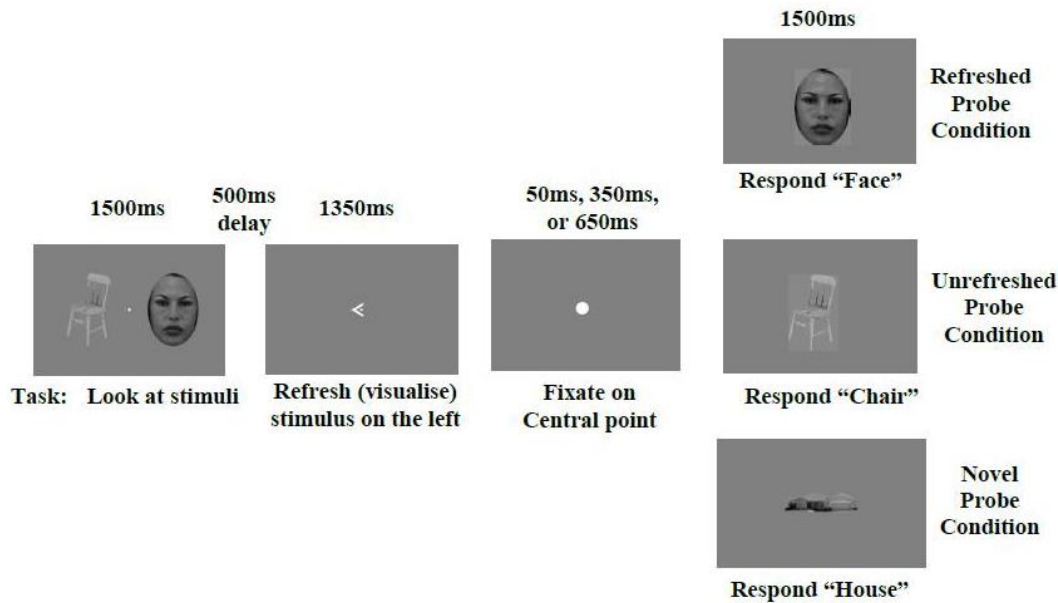 1500ms
Refreshed
Probe
Condition
Respond “Face”
1500ms
500ms
delay
1350ms
50ms, 350ms,
or 650ms
Unrefreshed
Probe
Condition
Task: Look at stimuli
Refresh (visualise)
stimulus on the left
Fixate on
Central point
Respond “Chair”
Novel
Probe
Condition
Respond “House”